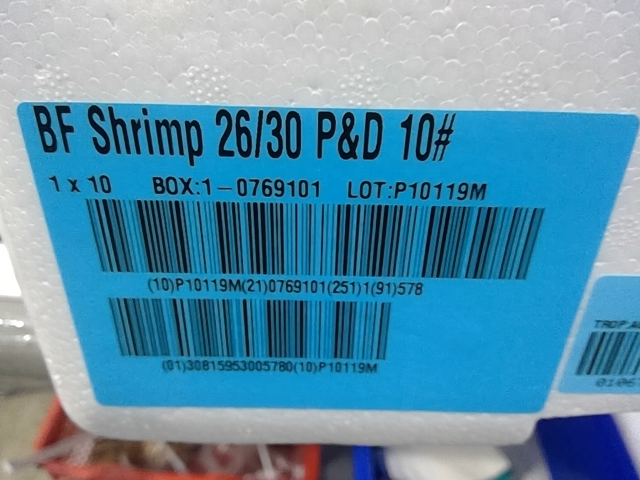 BF Shrimp 26/30 P&D 10#
1 x 10 BOX:1-0769101 LOT:P10119M
(10)P10119M(21)0769101(251)1(91)578
(01)30815953005780(10)P10119M